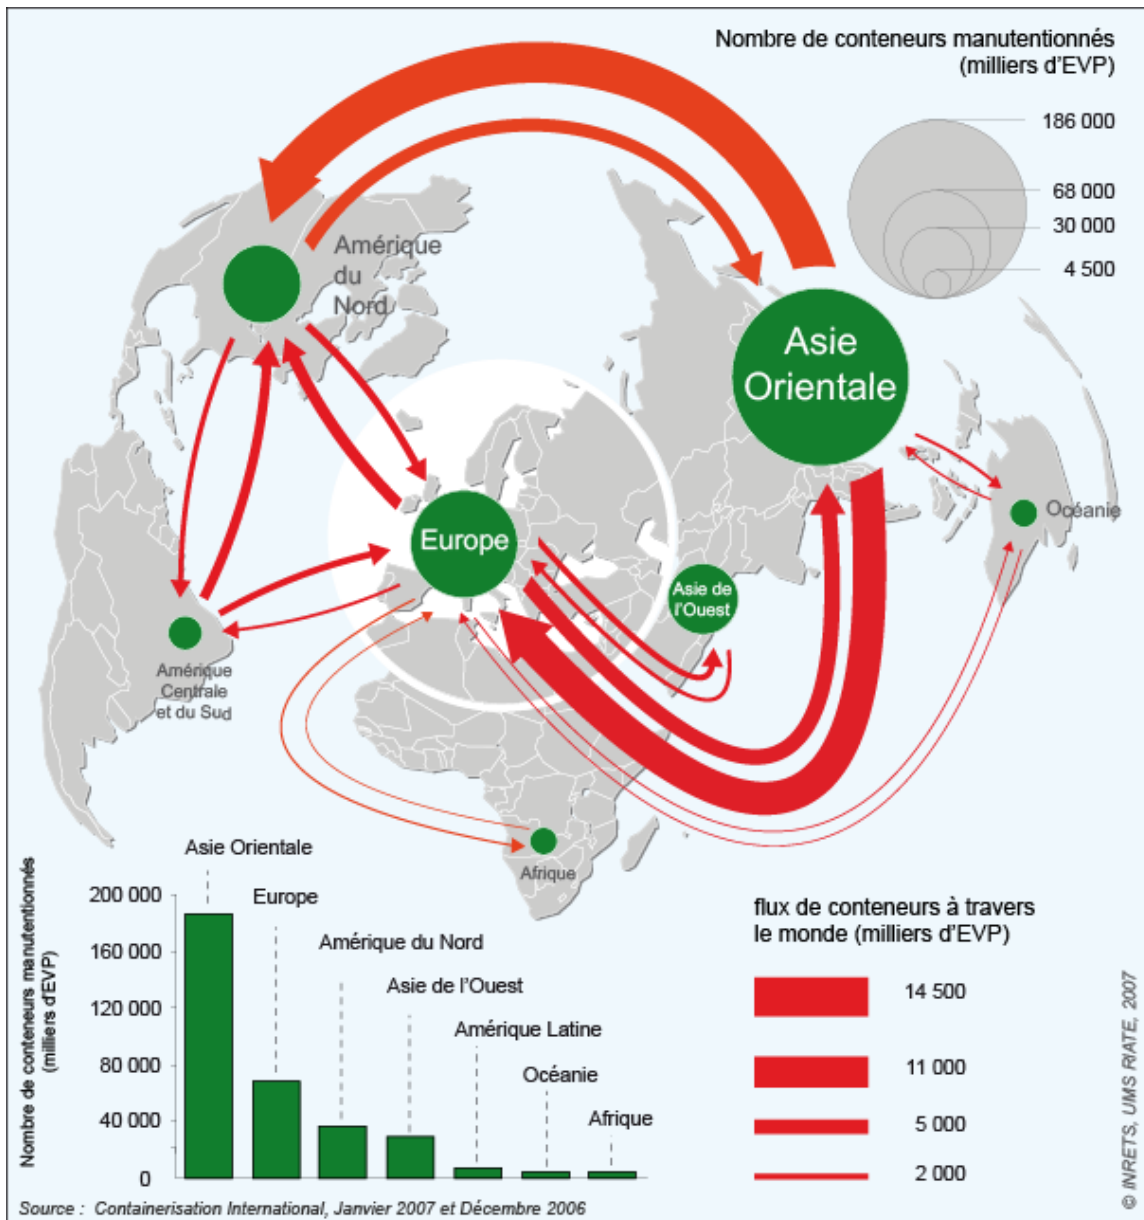 Nombre de conteneurs manutentionnés
(milliers d'EVP)
186 000
68 000
30 000
4 500
Amérique
du
Nord
Asie
Orientale
Océanie
Europe
Asie de
l'Ouest
Amérique
Centrale
et du Sud
Afrique
Nombre de conteneurs manutentionnés
(milliers d'EVP)
200 000
160 000
120 000
80 000
40 000
0
Asie Orientale
Europe
Amérique du Nord
Asie de l'Ouest
Amérique Latine
Océanie
Afrique
flux de conteneurs à travers
le monde (milliers d'EVP)
14 500
11 000
5 000
2 000
© INRETS, UMS RIATE, 2007
Source : Containerisation International, Janvier 2007 et Décembre 2006